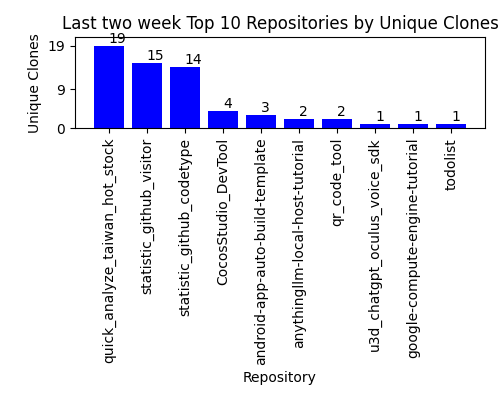 Last two week Top 10 Repositories by Unique Clones
Unique Clones
19
9
0
19
15
14
4
3
2
2
1
1
1
quick_analyze_taiwan_hot_stock
statistic_github_visitor
statistic_github_codetype
CocosStudio_DevTool
android-app-auto-build-template
anythingllm-local-host-tutorial
qr_code_tool
u3d_chatgpt_oculus_voice_sdk
google-compute-engine-tutorial
todolist
Repository